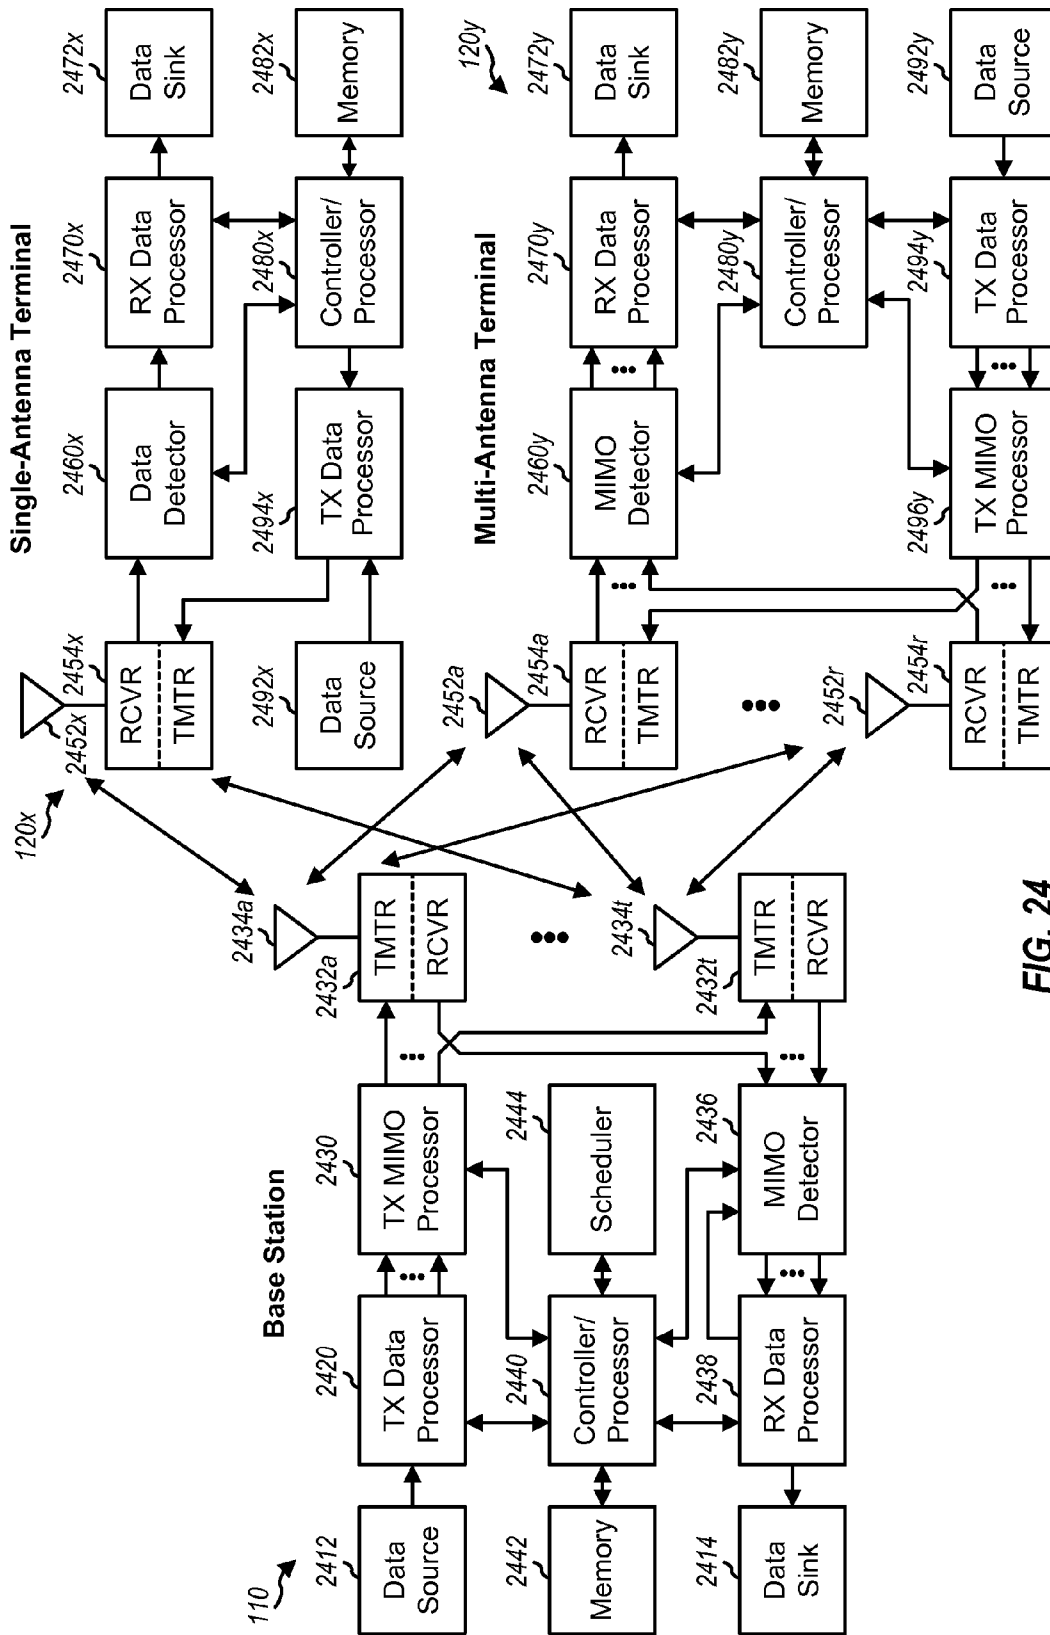 110
Base Station
2412
Data
Source
2420
TX Data
Processor
2430
TX MIMO
Processor
2432a
TMTR
RCVR
2434a
2442
Memory
2440
Controller/
Processor
2444
Scheduler
2414
Data
Sink
2438
RX Data
Processor
2436
MIMO
Detector
2432t
TMTR
RCVR
2434t
120x
Single-Antenna Terminal
2452x
2454x
RCVR
TMTR
2460x
Data
Detector
2470x
RX Data
Processor
2472x
Data
Sink
2492x
Data
Source
2494x
TX Data
Processor
2480x
Controller/
Processor
2482x
Memory
Multi-Antenna Terminal
120y
2452a
2454a
RCVR
TMTR
2460y
MIMO
Detector
2470y
RX Data
Processor
2472y
Data
Sink
2480y
Controller/
Processor
2482y
Memory
2452r
2454r
RCVR
TMTR
2496y
TX MIMO
Processor
2494y
TX Data
Processor
2492y
Data
Source
FIG. 24